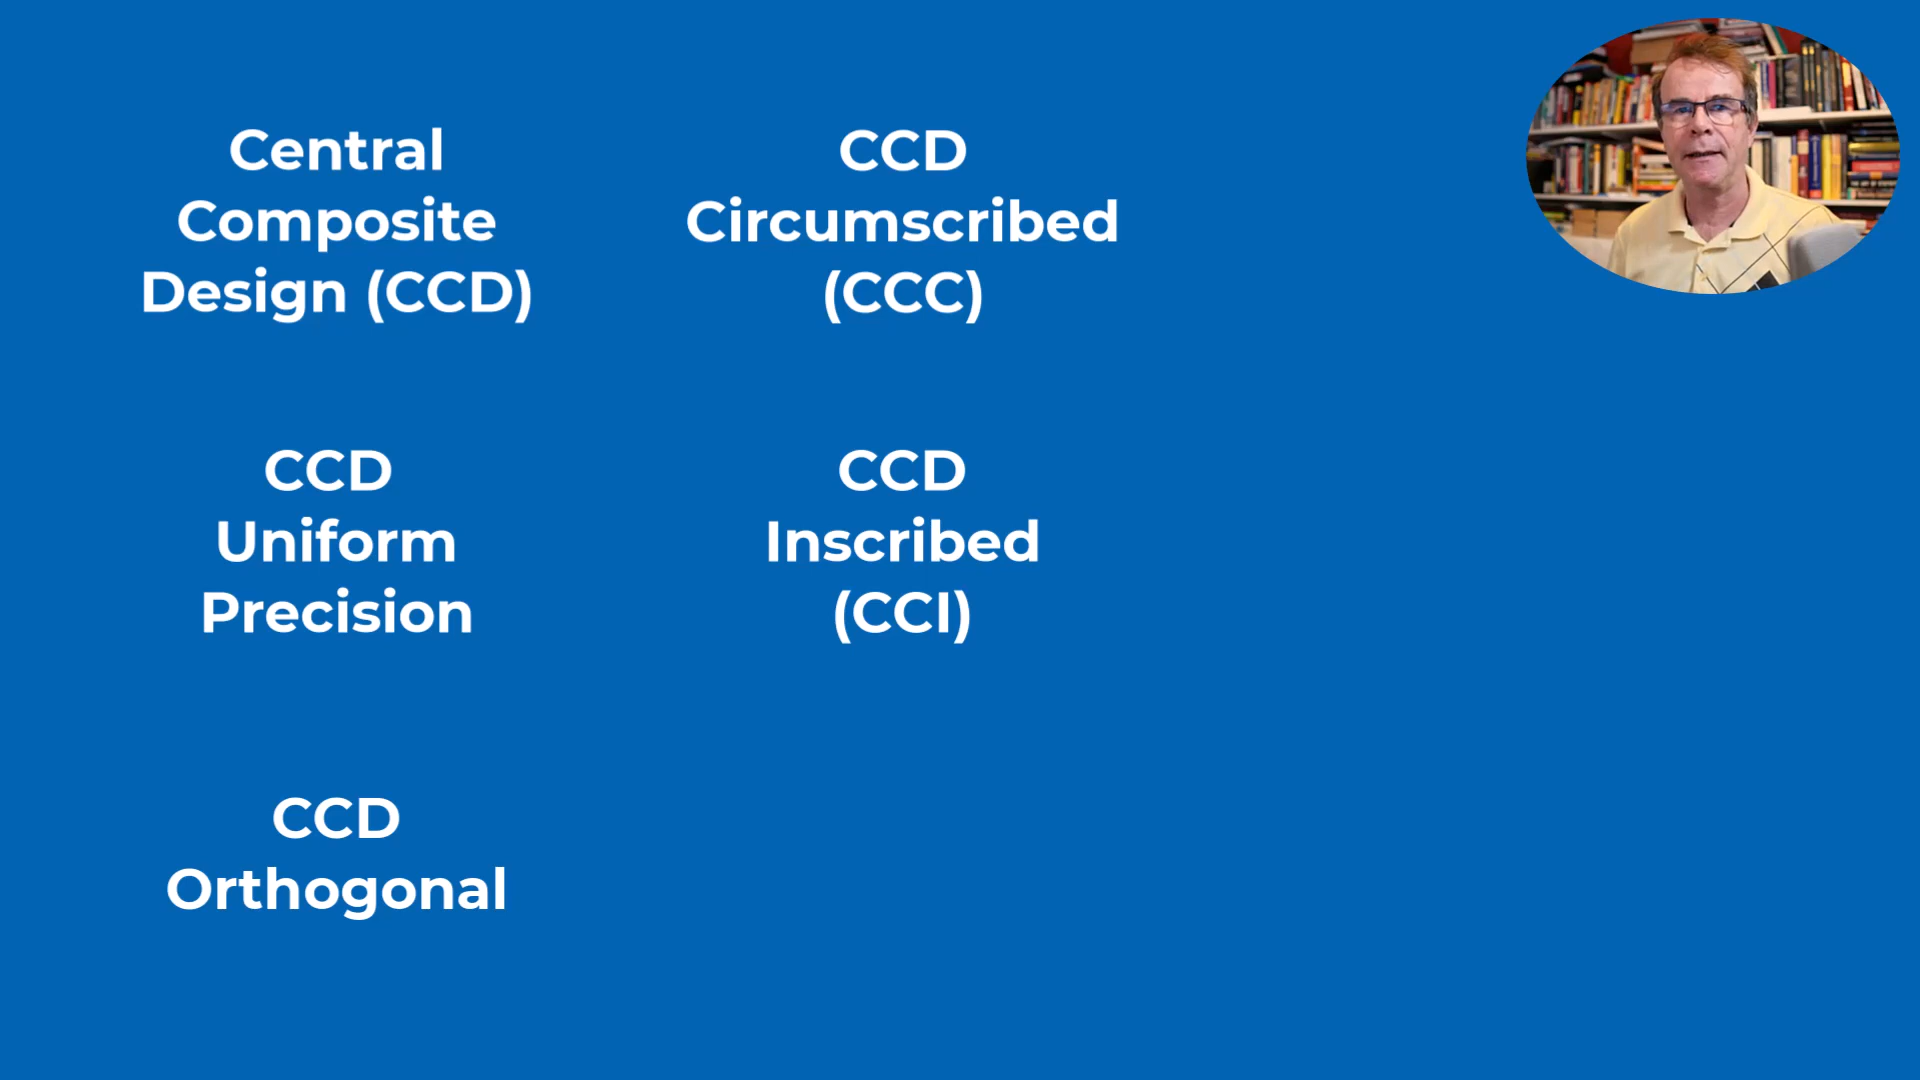 Central
Composite
Design (CCD)
CCD
Circumscribed
(CCC)
CCD
Uniform
Precision
CCD
Inscribed
(CCI)
CCD
Orthogonal